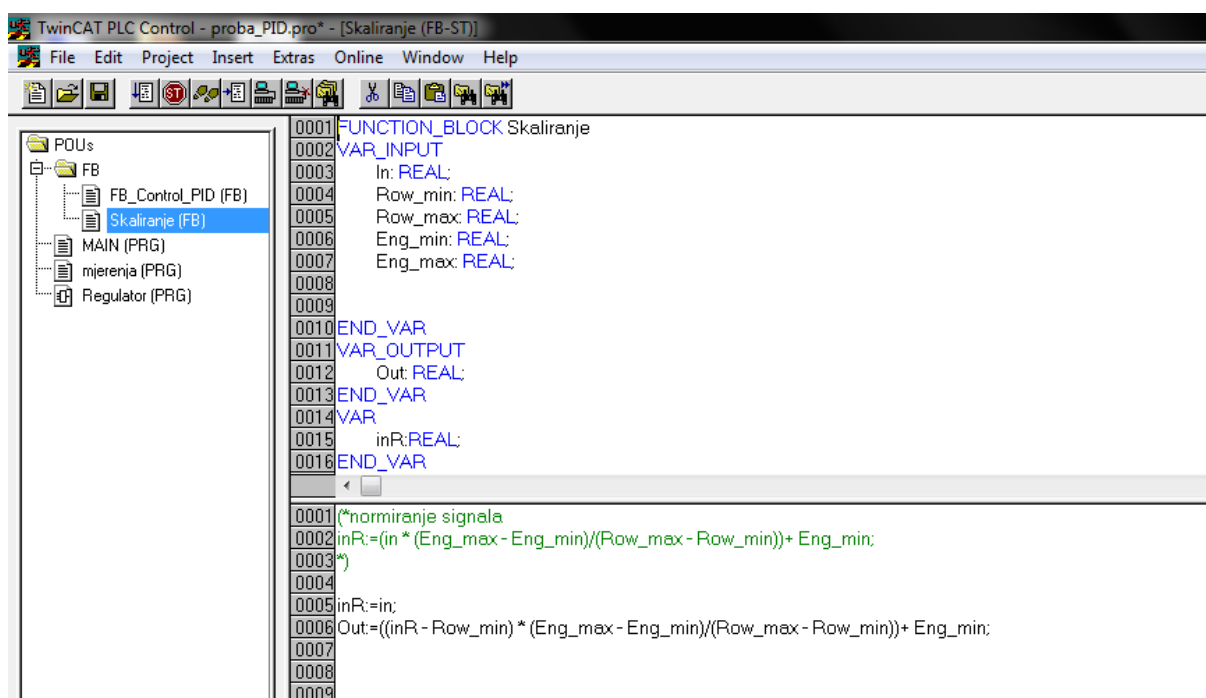 TwinCAT PLC Control - proba_PID.pro* - [Skaliranje (FB-ST)]
File Edit Project Insert Extras Online Window Help
POUs
FB
FB_Control_PID (FB)
Skaliranje (FB)
MAIN (PRG)
mjerenja (PRG)
Regulator (PRG)
0001 FUNCTION_BLOCK Skaliranje
0002 VAR_INPUT
0003 In: REAL;
0004 Row_min: REAL;
0005 Row_max: REAL;
0006 Eng_min: REAL;
0007 Eng_max: REAL;
0008
0009
0010 END_VAR
0011 VAR_OUTPUT
0012 Out: REAL;
0013 END_VAR
0014 VAR
0015 inR:REAL;
0016 END_VAR
0001 (*normiranje signala
0002 inR:=(in * (Eng_max - Eng_min)/(Row_max - Row_min))+ Eng_min;
0003 *)
0004
0005 inR:=in;
0006 Out:=((inR - Row_min) * (Eng_max - Eng_min)/(Row_max - Row_min))+ Eng_min;
0007
0008
0009